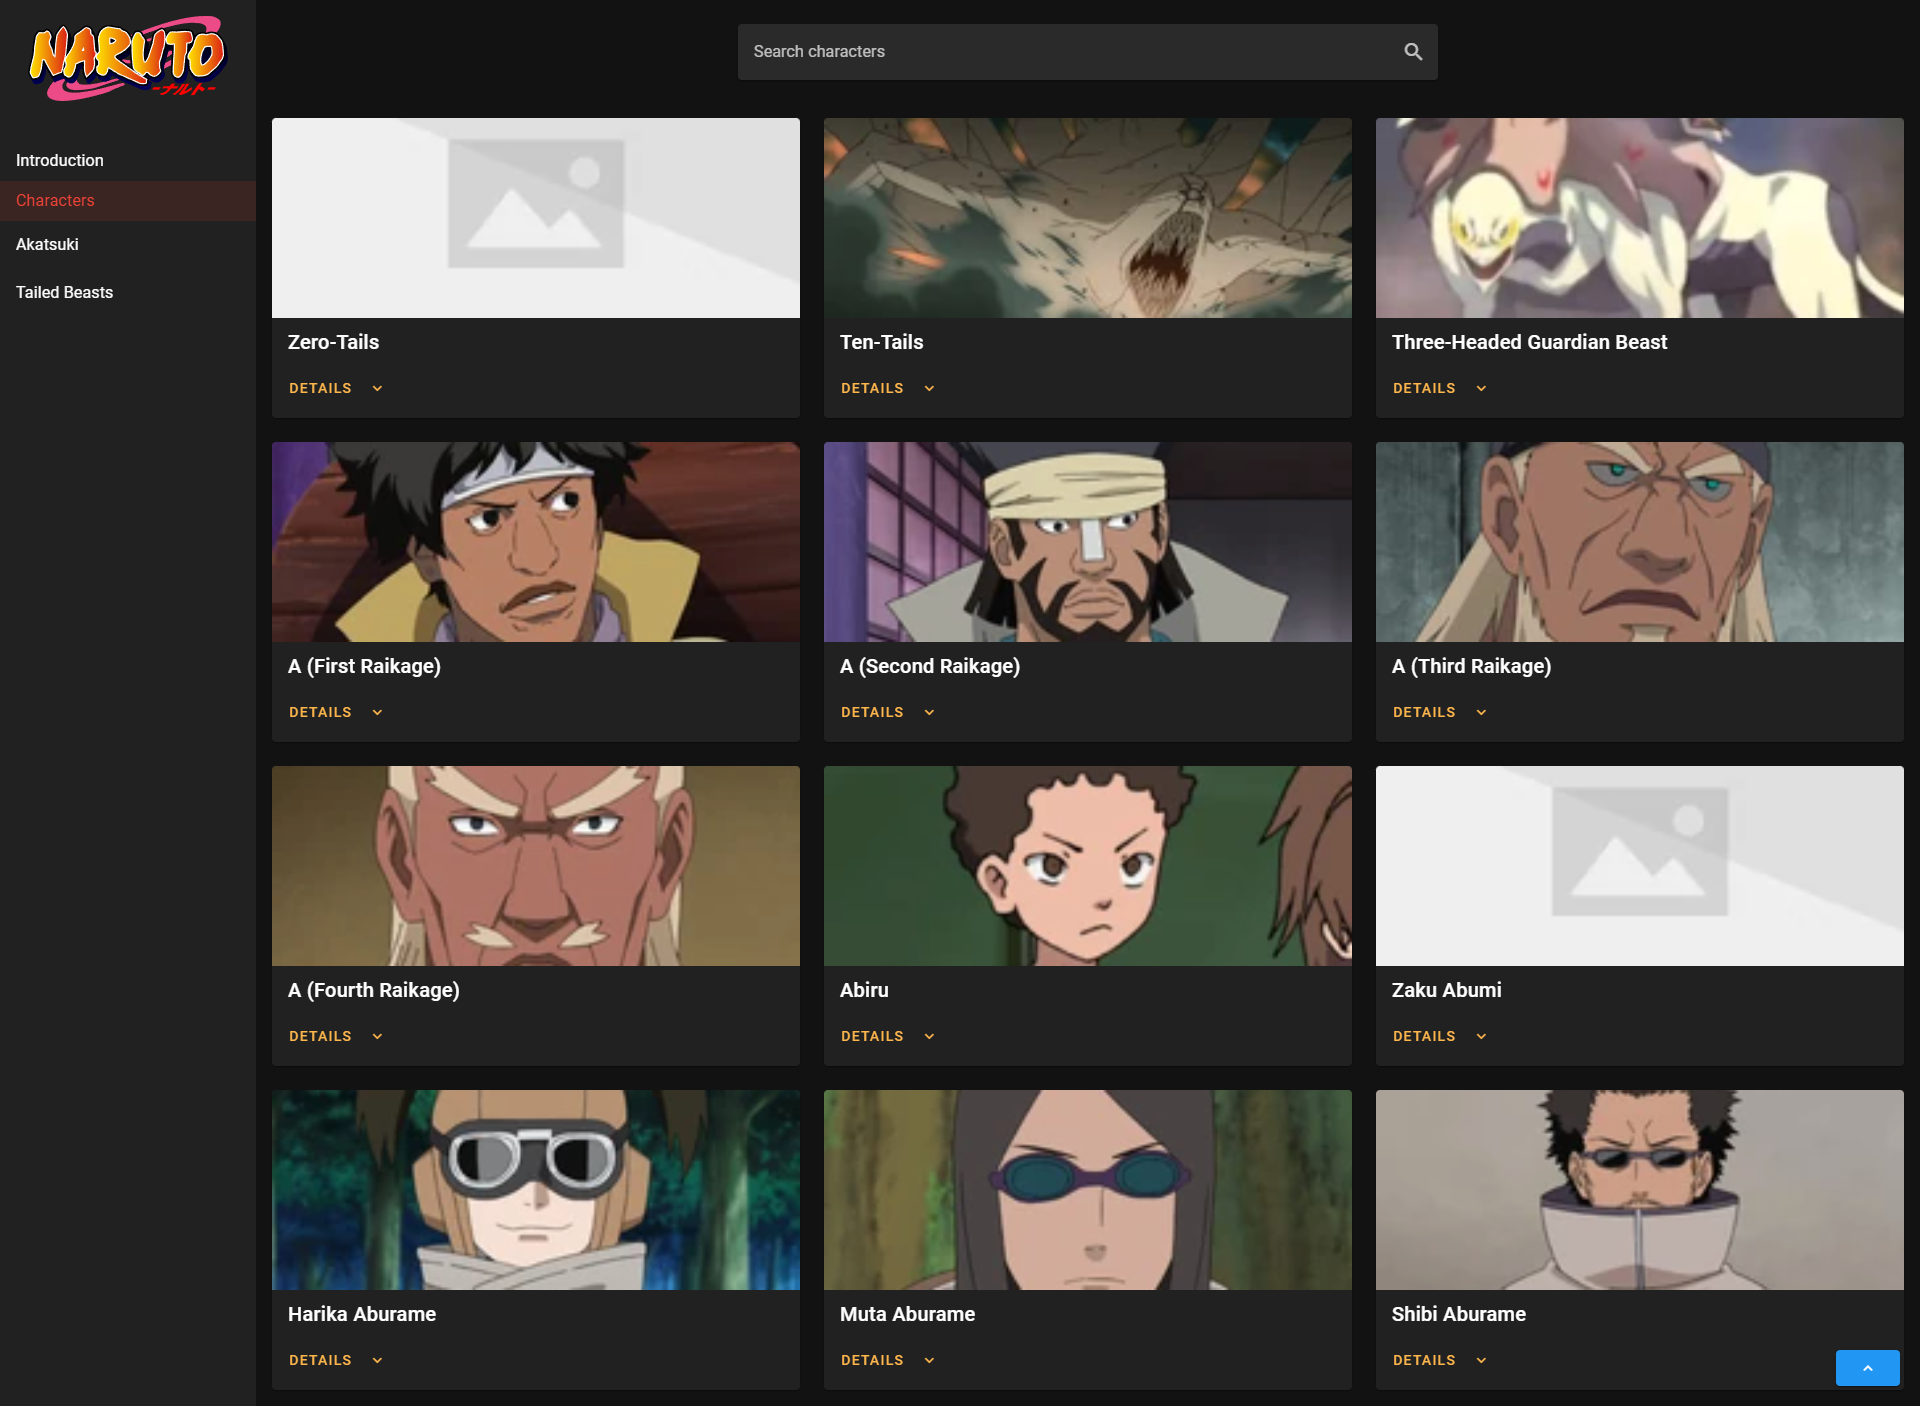 NARUTO
-ナルト-
Search characters
Introduction
Characters
Akatsuki
Tailed Beasts
Zero-Tails
DETAILS
Ten-Tails
DETAILS
Three-Headed Guardian Beast
DETAILS
A (First Raikage)
DETAILS
A (Second Raikage)
DETAILS
A (Third Raikage)
DETAILS
A (Fourth Raikage)
DETAILS
Abiru
DETAILS
Zaku Abumi
DETAILS
Harika Aburame
DETAILS
Muta Aburame
DETAILS
Shibi Aburame
DETAILS